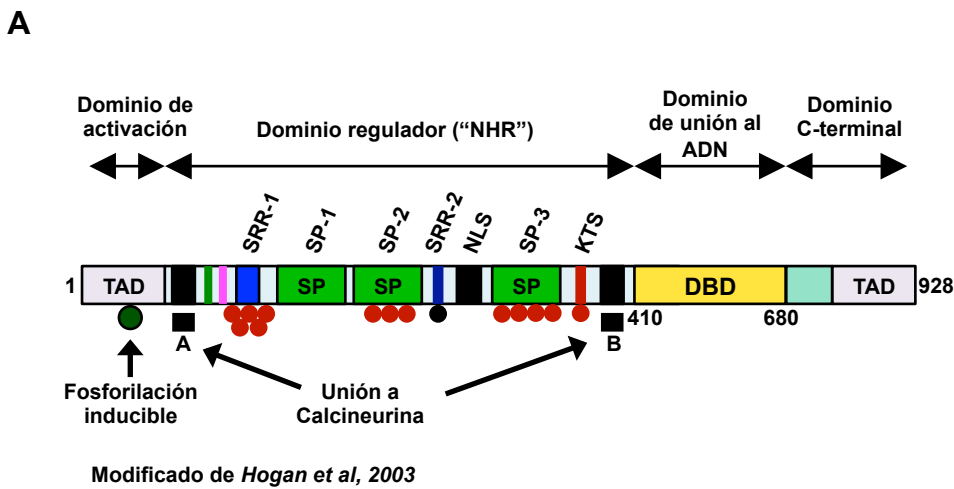 A
Dominio de
activación
Dominio regulador (“NHR”)
Dominio
de unión al
ADN
Dominio
C-terminal
SRR-1
SP-1
SP-2
SRR-2
NLS
SP-3
KTS
1
TAD
SP
SP
SP
DBD
TAD
928
410
680
A
B
Fosforilación
inducible
Unión a
Calcineurina
Modificado de Hogan et al, 2003